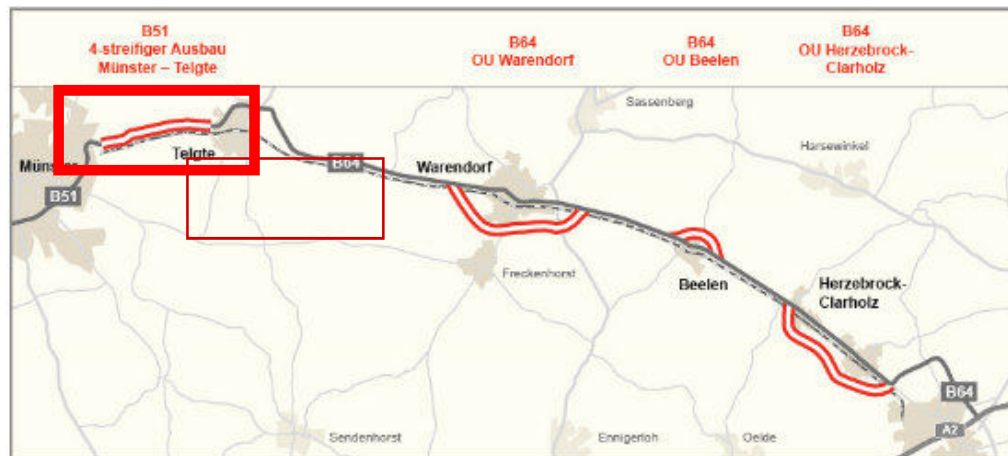 B51
4-streifiger Ausbau
Münster – Telgte
B64
OU Warendorf
B64
OU Beelen
B64
OU Herzebrock-
Clarholz
Sassenberg
Harsewinkel
Münster
Telgte
B64
Warendorf
B51
Freckenhorst
Beelen
Herzebrock-
Clarholz
B64
A2
Sendenhorst
Ennigerloh
Oelde